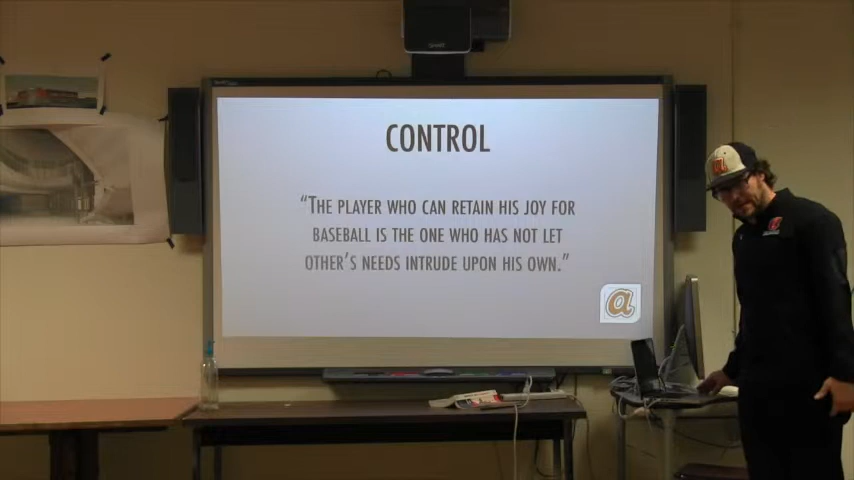 CONTROL
"THE PLAYER WHO CAN RETAIN HIS JOY FOR
BASEBALL IS THE ONE WHO HAS NOT LET
OTHER'S NEEDS INTRUDE UPON HIS OWN."
a